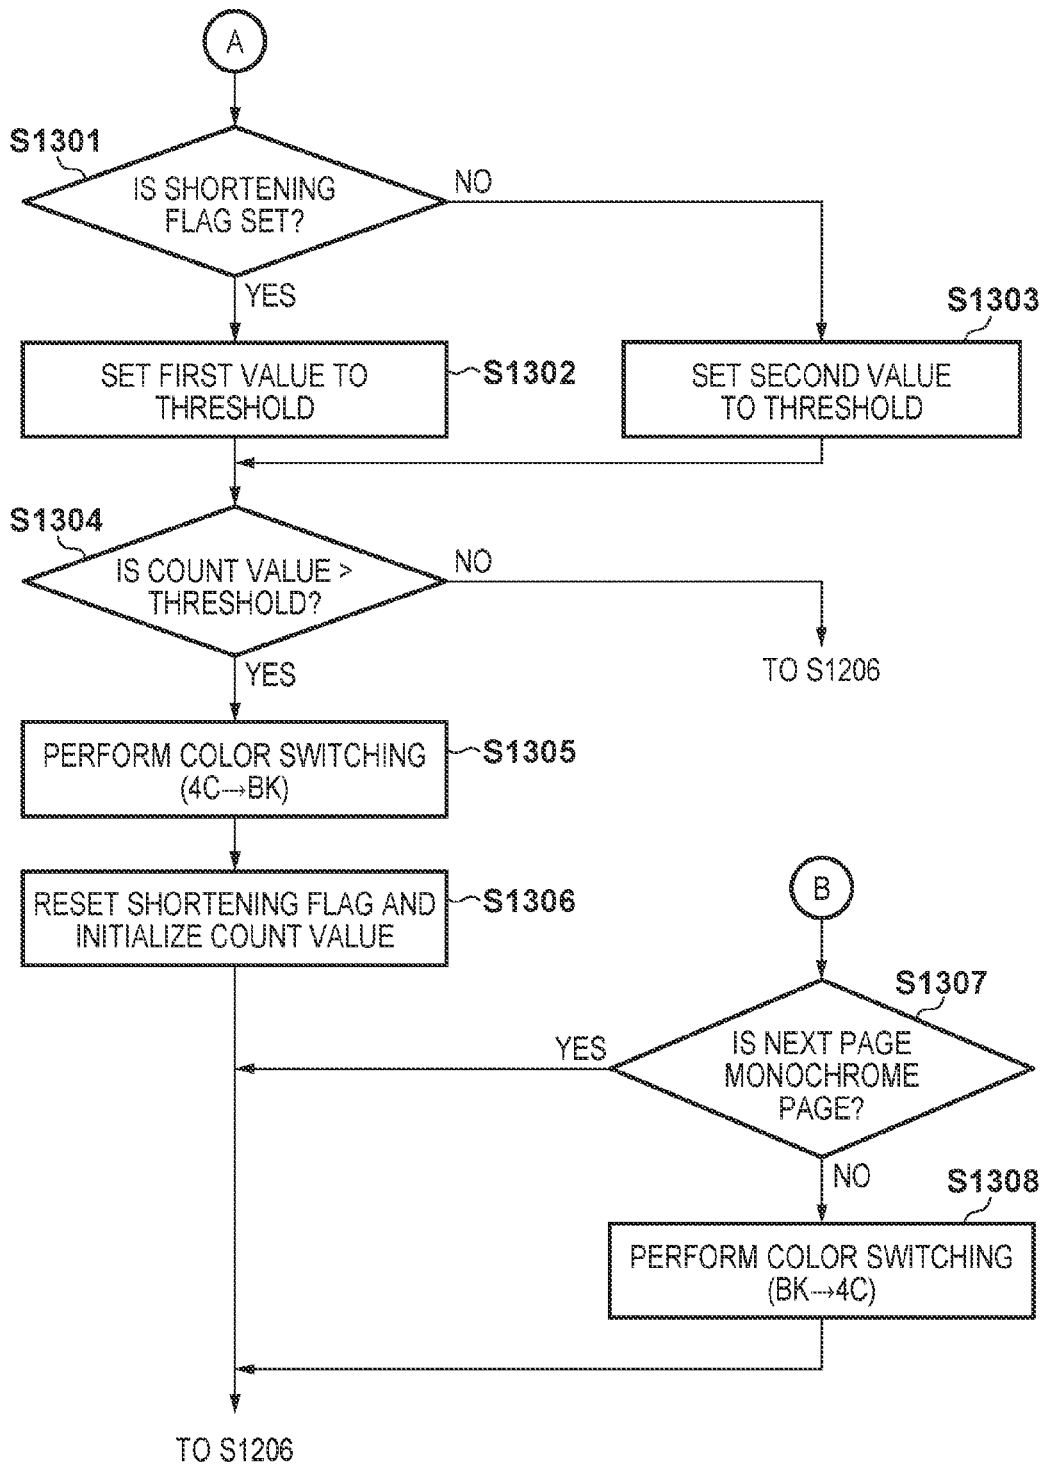 A
S1301
IS SHORTENING
FLAG SET?
NO
YES
S1303
SET FIRST VALUE TO
THRESHOLD
S1302
SET SECOND VALUE
TO THRESHOLD
S1304
IS COUNT VALUE >
THRESHOLD?
NO
TO S1206
YES
PERFORM COLOR SWITCHING
(4C→BK)
S1305
RESET SHORTENING FLAG AND
INITIALIZE COUNT VALUE
S1306
B
S1307
IS NEXT PAGE
MONOCHROME
PAGE?
YES
NO
S1308
PERFORM COLOR SWITCHING
(BK→4C)
TO S1206